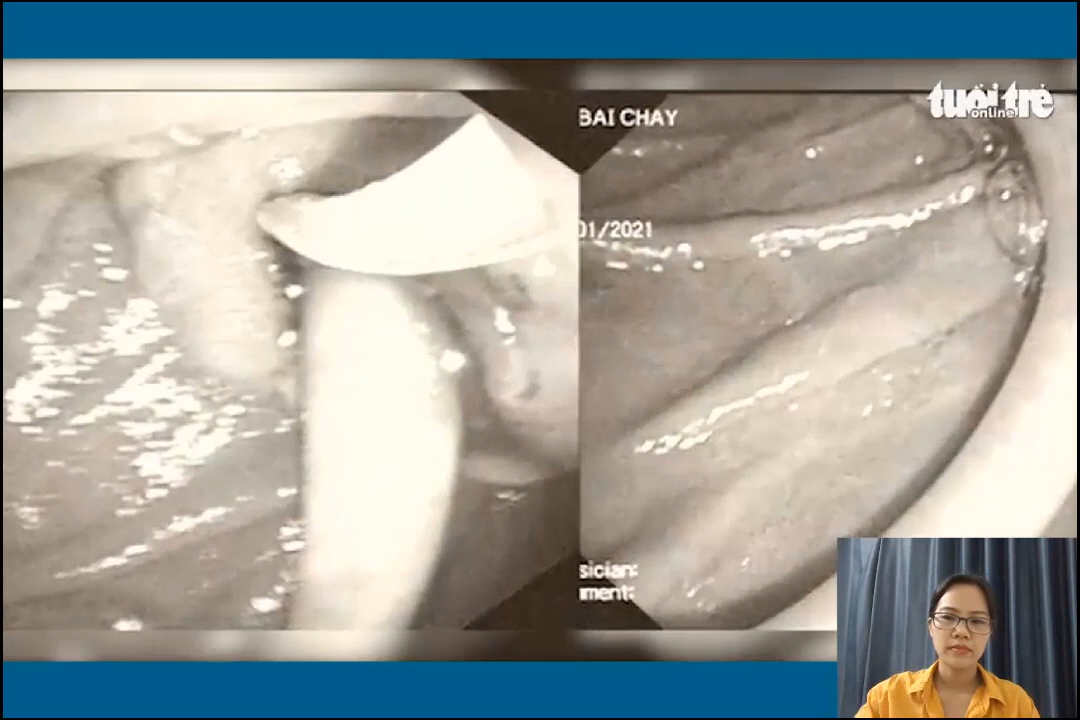 tuổi trẻ
online
BAI CHAY
01/2021
sician:
ment: